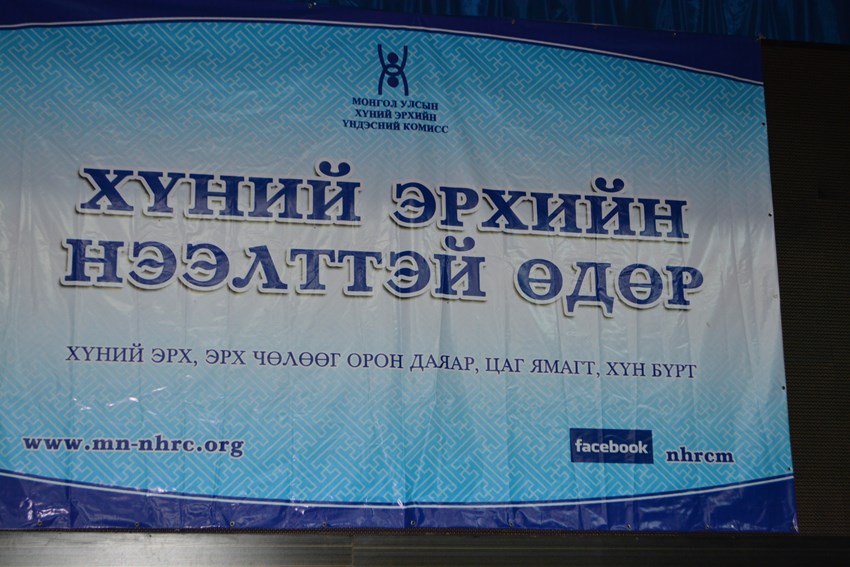 МОНГОЛ УЛСЫН
ХҮНИЙ ЭРХИЙН
ҮНДЭСНИЙ КОМИСС
ХҮНИЙ ЭРХИЙН
НЭЭЛТТЭЙ ӨДӨР
ХҮНИЙ ЭРХ, ЭРХ ЧӨЛӨӨГ ОРОН ДАЯАР, ЦАГ ЯМАГТ, ХҮН БҮРТ
www.mn-nhrc.org
facebook nhrcm